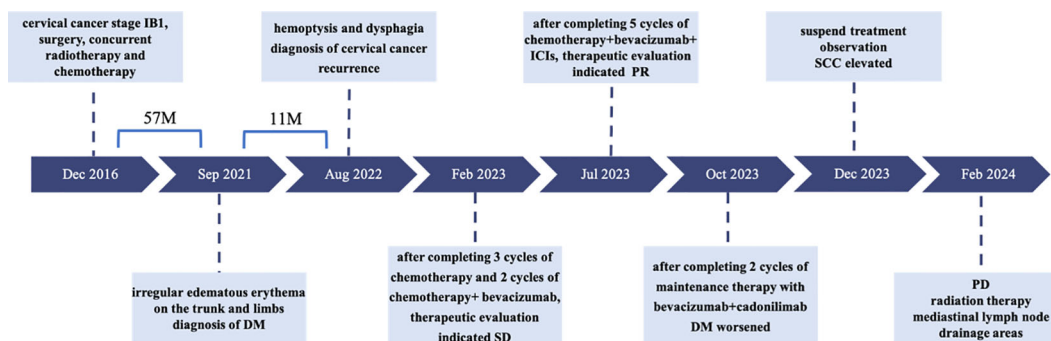 cervical cancer stage IB1,
surgery, concurrent
radiotherapy and
chemotherapy
hemoptysis and dysphagia
diagnosis of cervical cancer
recurrence
after completing 5 cycles of
chemotherapy+bevacizumab+
ICIs, therapeutic evaluation
indicated PR
suspend treatment
observation
SCC elevated
57M
11M
Dec 2016
Sep 2021
Aug 2022
Feb 2023
Jul 2023
Oct 2023
Dec 2023
Feb 2024
irregular edematous erythema
on the trunk and limbs
diagnosis of DM
after completing 3 cycles of
chemotherapy and 2 cycles of
chemotherapy+ bevacizumab,
therapeutic evaluation
indicated SD
after completing 2 cycles of
maintenance therapy with
bevacizumab+cadonilimab
DM worsened
PD
radiation therapy
mediastinal lymph node
drainage areas